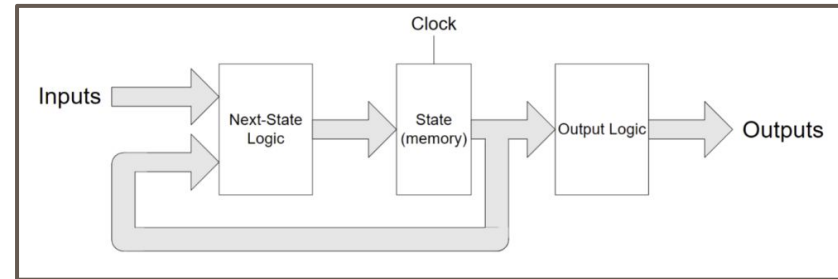 Clock
Inputs
Next-State
Logic
State
(memory)
Output Logic
Outputs